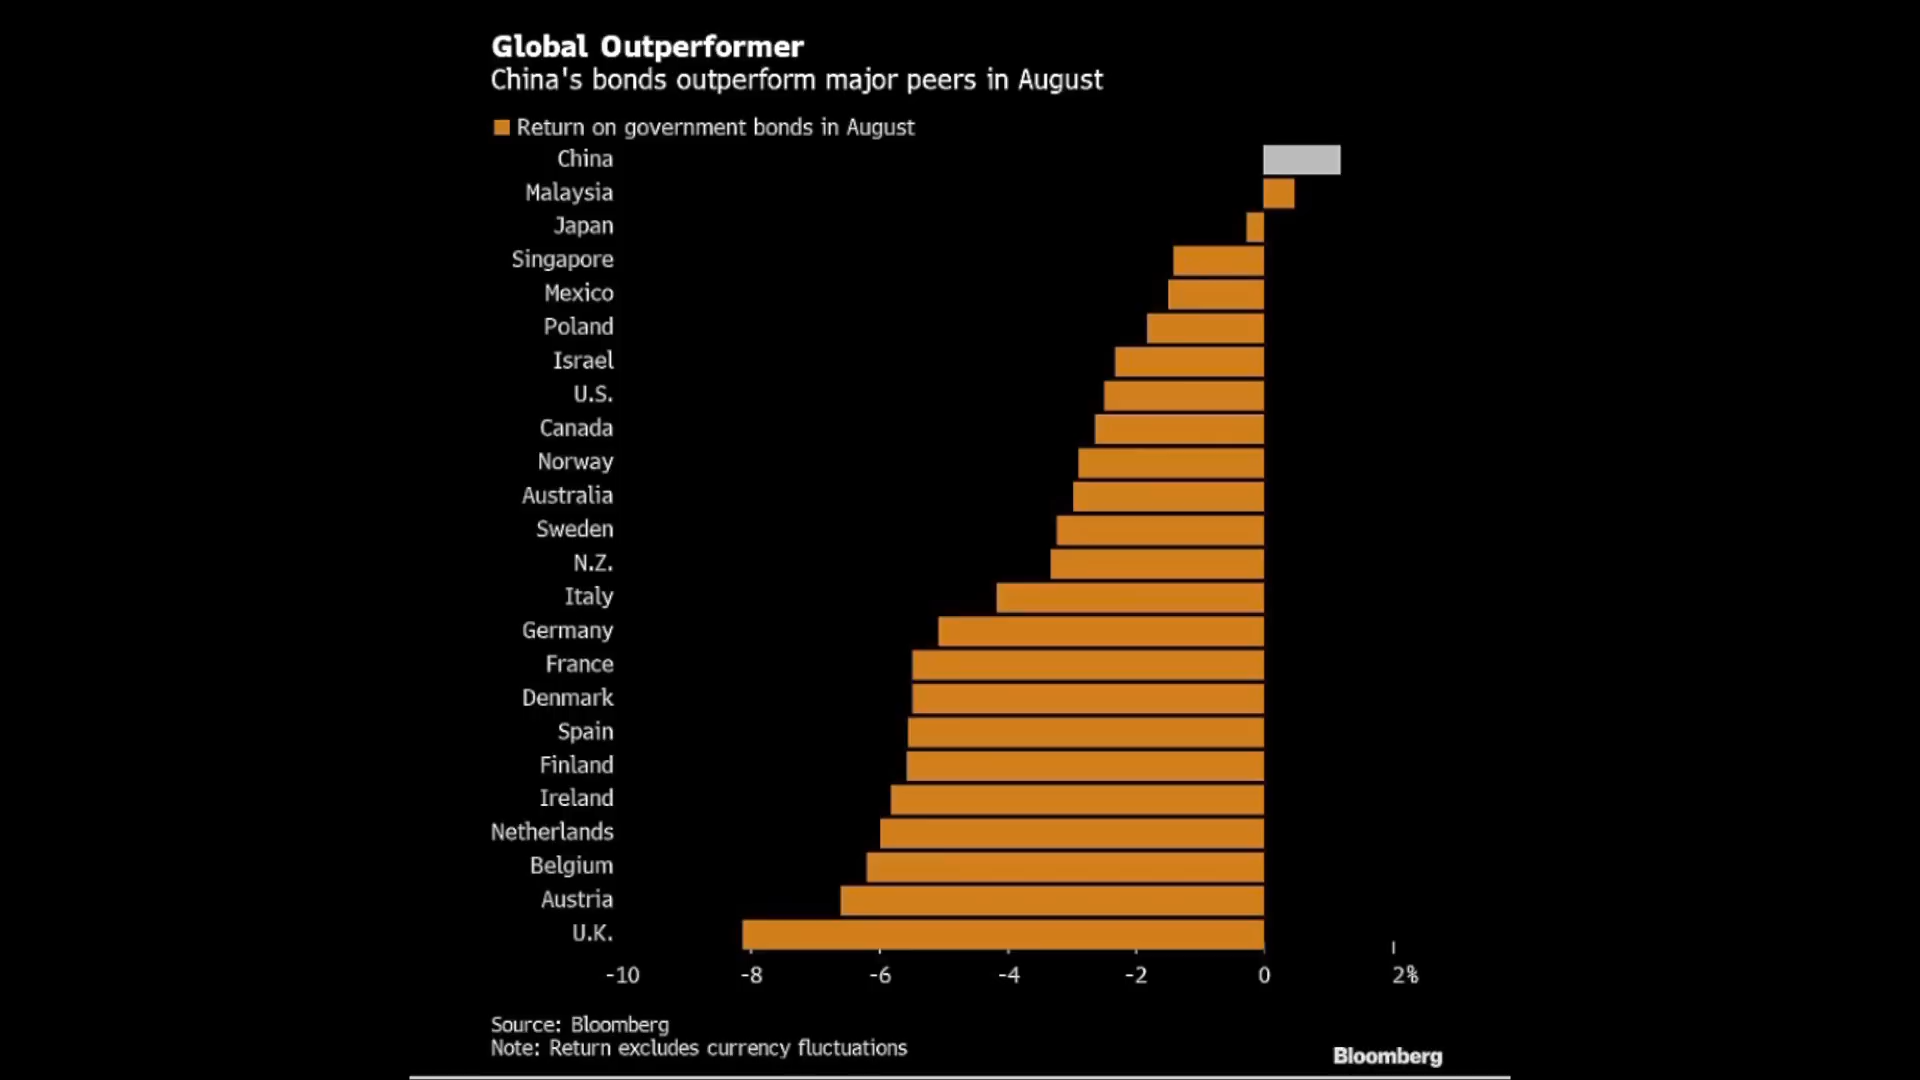 Global Outperformer
China's bonds outperform major peers in August
Return on government bonds in August
China
Malaysia
Japan
Singapore
Mexico
Poland
Israel
U.S.
Canada
Norway
Australia
Sweden
N.Z.
Italy
Germany
France
Denmark
Spain
Finland
Ireland
Netherlands
Belgium
Austria
U.K.
-10 -8 -6 -4 -2 0 2%
Source: Bloomberg
Note: Return excludes currency fluctuations
Bloomberg